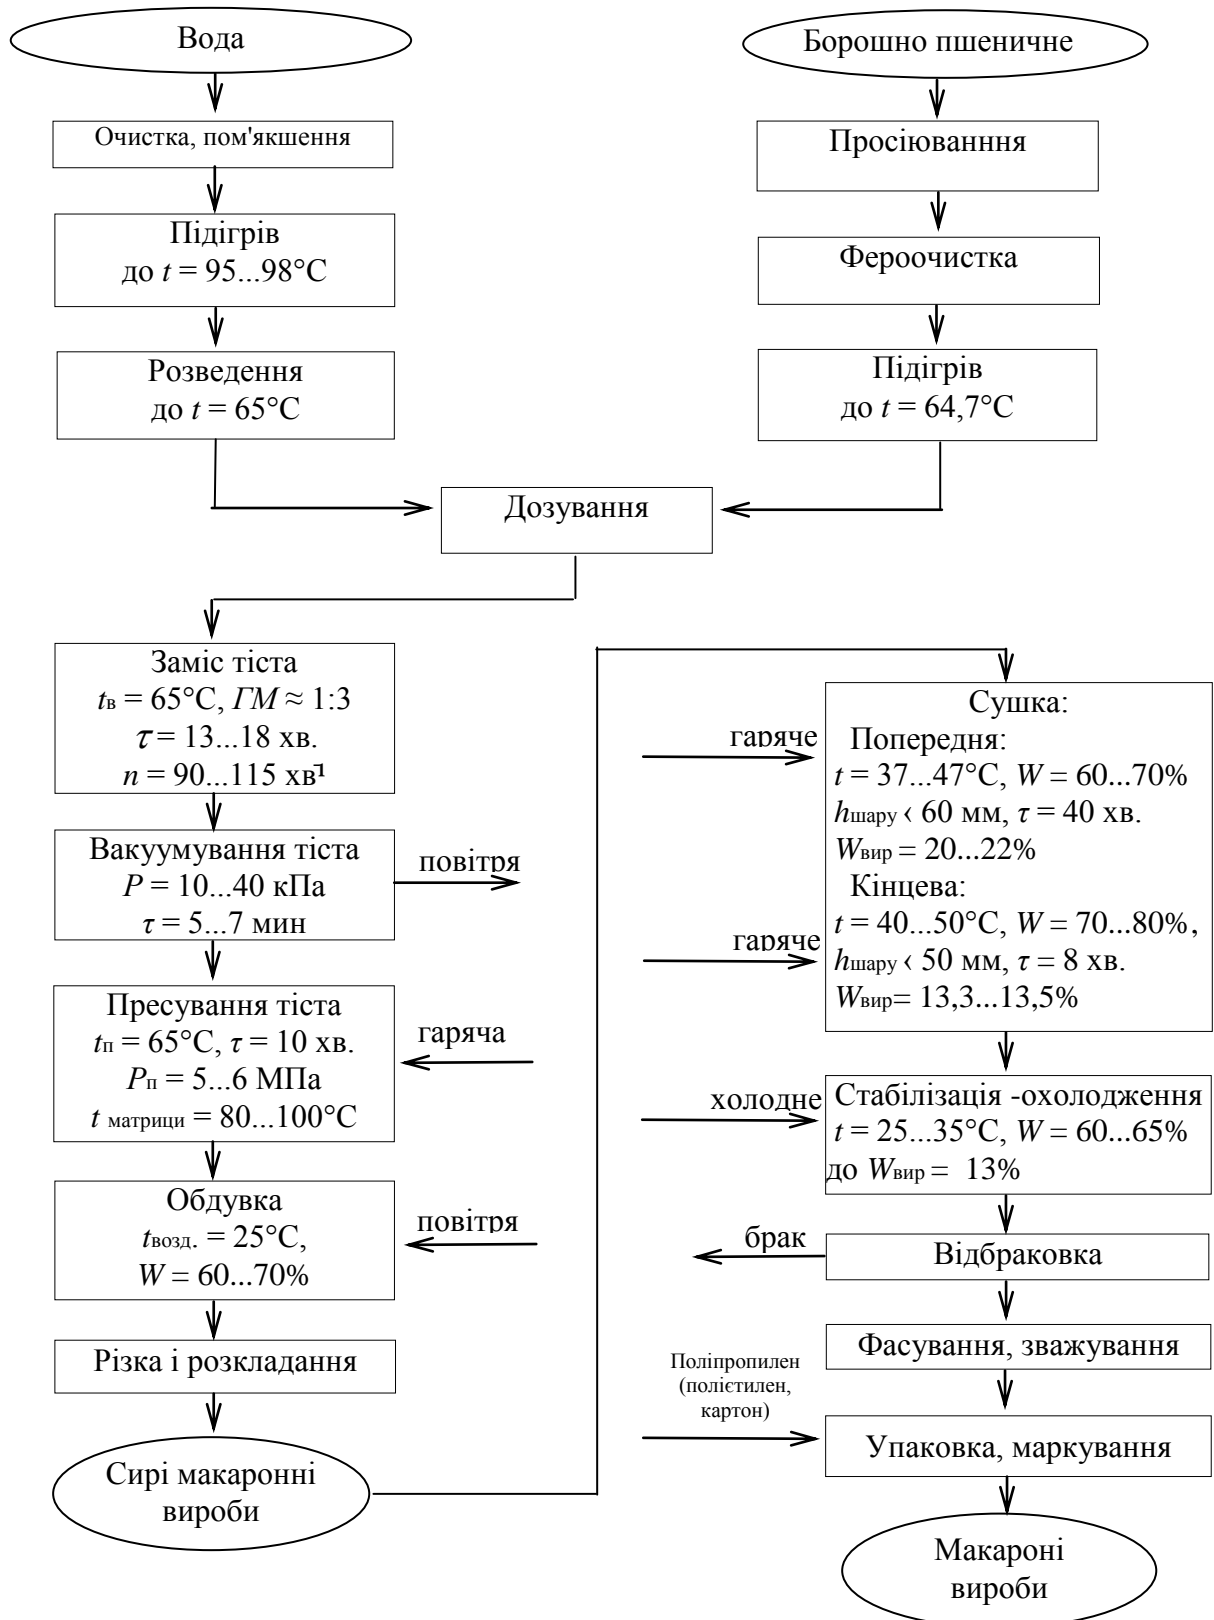 Вода
Очистка, пом'якшення
Підігрів
до t = 95...98°С
Розведення
до t = 65°С
Борошно пшеничне
Просіюванння
Фероочистка
Підігрів
до t = 64,7°С
Дозування
Заміс тіста
tв = 65°С, ГМ ≈ 1:3
τ = 13...18 хв.
n = 90...115 хв⁻¹
Вакуумування тіста
P = 10...40 кПа
τ = 5...7 мин
повітря
Пресування тіста
tп = 65°С, τ = 10 хв.
Pп = 5...6 МПа
t матрици = 80...100°С
гаряча
Обдувка
tвозд. = 25°С,
W = 60...70%
повітря
Різка і розкладання
Сирі макаронні
вироби
гаряче
Сушка:
Попередня:
t = 37...47°С, W = 60...70%
hшару ‹ 60 мм, τ = 40 хв.
Wвир = 20...22%
Кінцева:
гаряче
t = 40...50°С, W = 70...80%,
hшару ‹ 50 мм, τ = 8 хв.
Wвир= 13,3...13,5%
холодне
Стабілізація -охолодження
t = 25...35°С, W = 60...65%
до Wвир = 13%
брак
Відбраковка
Фасування, зважування
Поліпропилен
(поліетилен,
картон)
Упаковка, маркування
Макароні
вироби